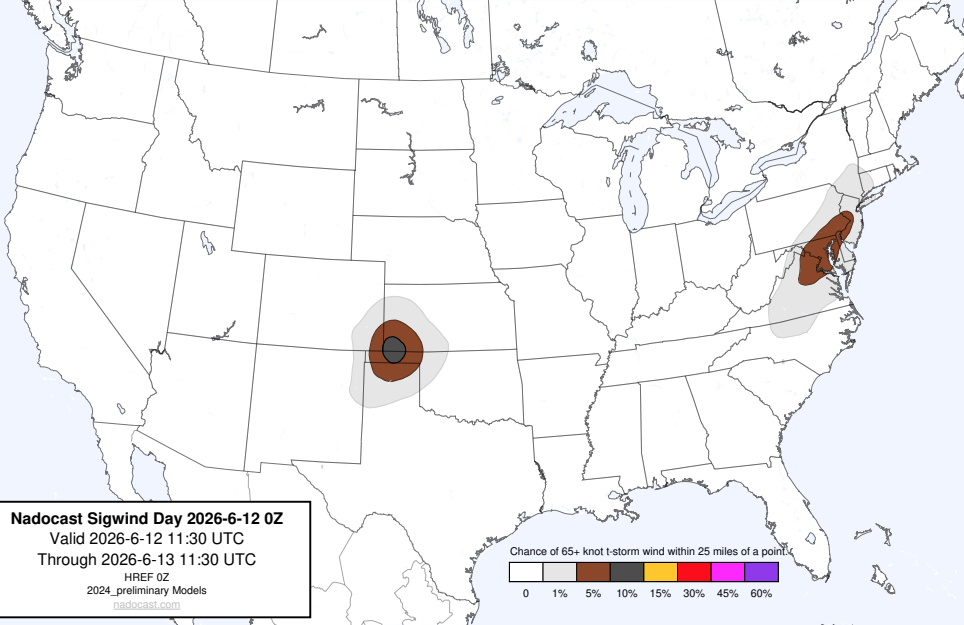 Nadocast Sigwind Day 2026-6-12 0Z
Valid 2026-6-12 11:30 UTC
Through 2026-6-13 11:30 UTC
HREF 0Z
2024_preliminary Models
nadocast.com
Chance of 65+ knot t-storm wind within 25 miles of a point.
0 1% 5% 10% 15% 30% 45% 60%